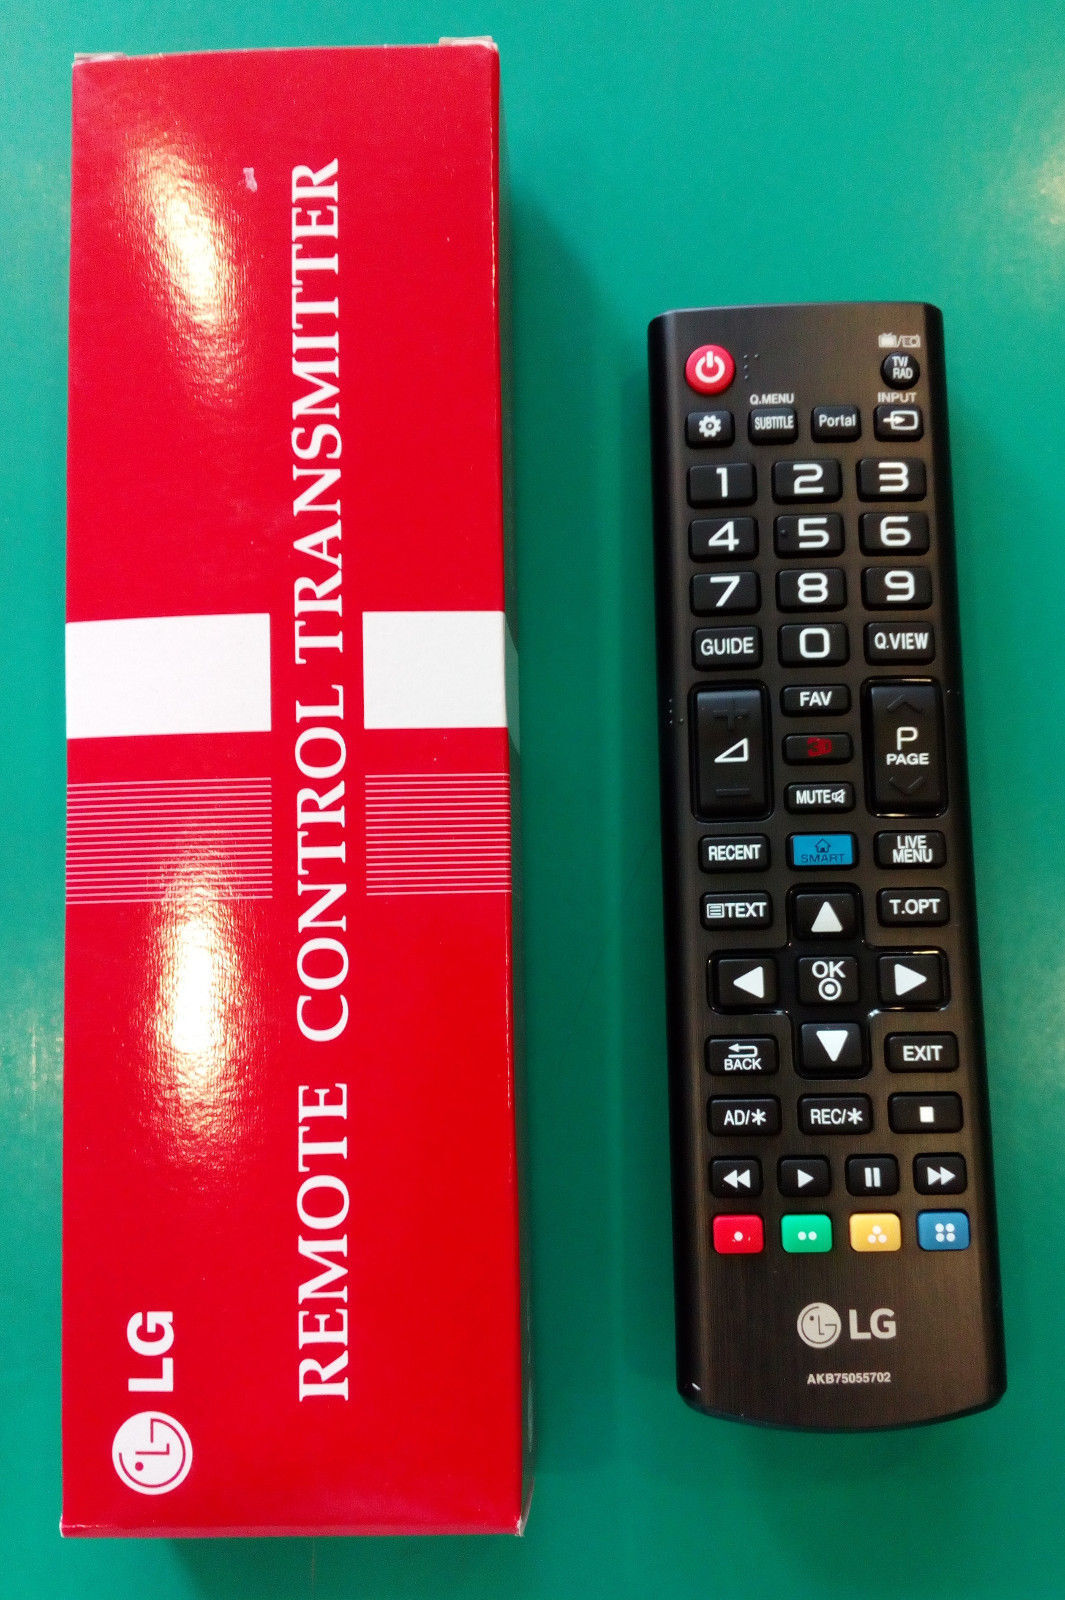 REMOTE CONTROL TRANSMITTER
LG
TV/
RAD
Q.MENU
INPUT
SUBTITLE
Portal
1 2 3
4 5 6
7 8 9
GUIDE 0 Q.VIEW
FAV
+
3D
P
PAGE
−
MUTE
RECENT
SMART
LIVE
MENU
TEXT
T.OPT
OK
BACK
EXIT
AD/*
REC/*
LG
AKB75055702